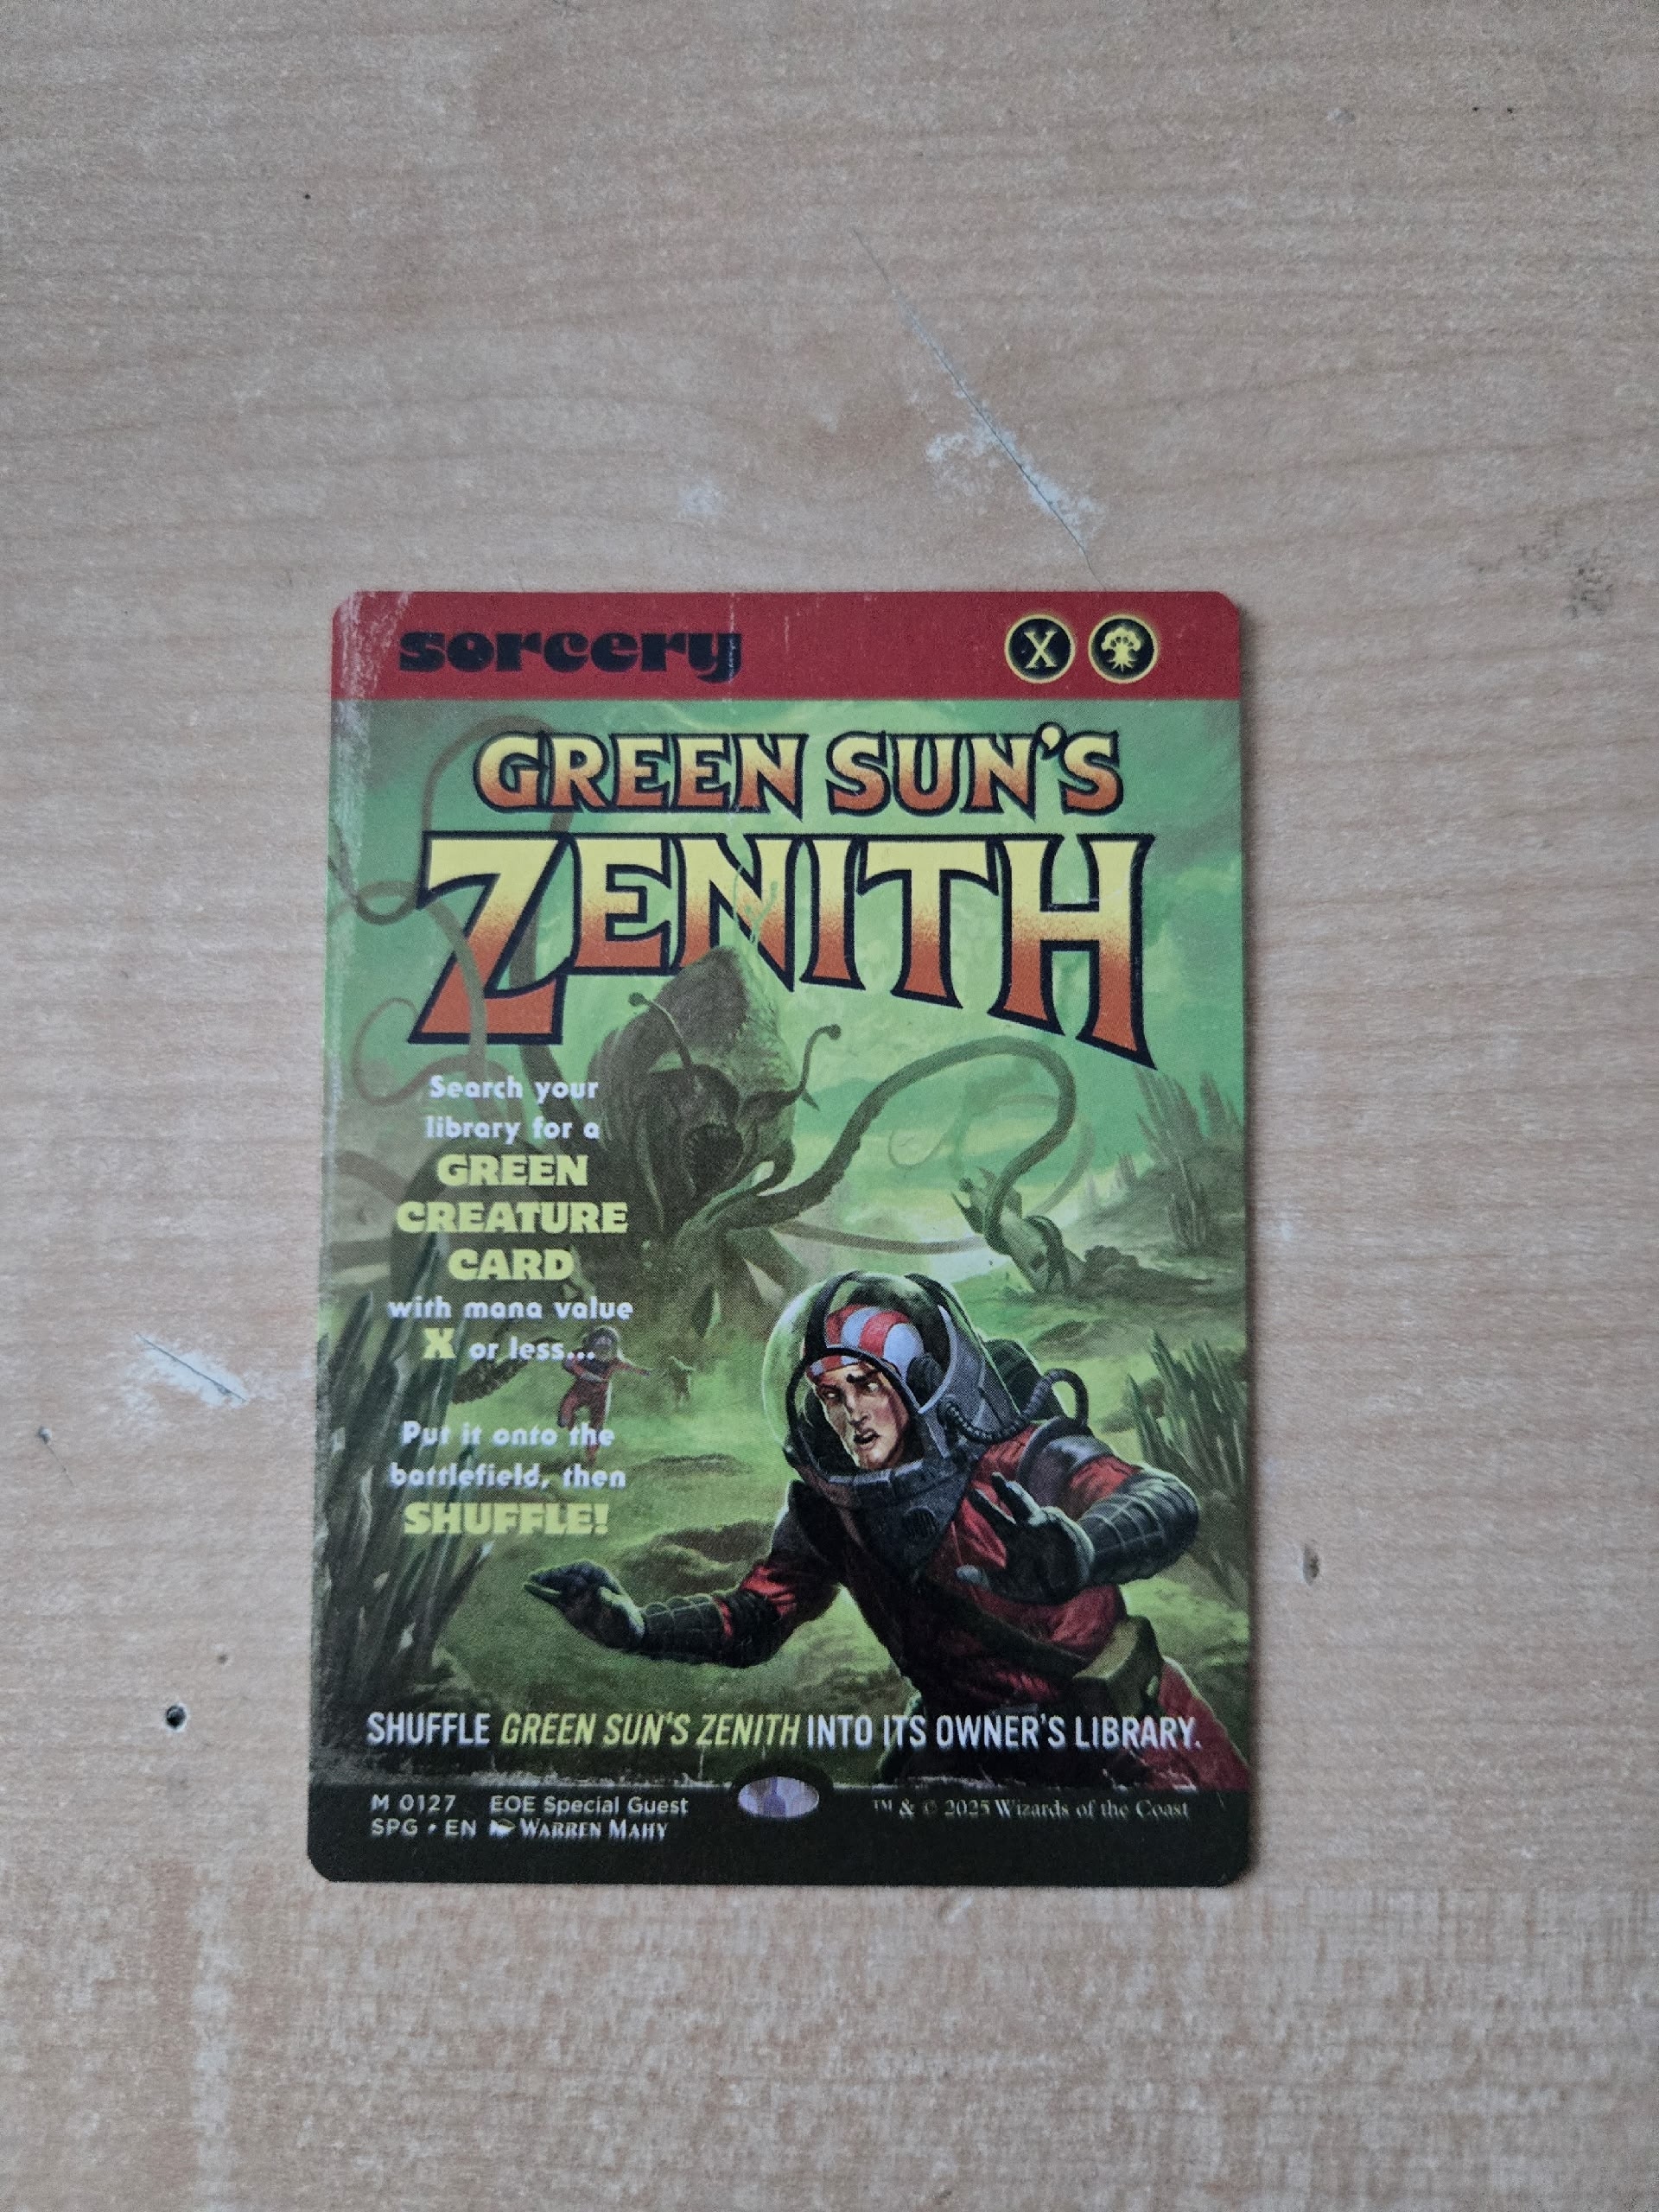 sorcery X
GREEN SUN'S
ZENITH
Search your
library for a
GREEN
CREATURE
CARD
with mana value
X or less...
Put it onto the
battlefield, then
SHUFFLE!
SHUFFLE GREEN SUN'S ZENITH INTO ITS OWNER'S LIBRARY.
M 0127 EOE Special Guest ™ & © 2025 Wizards of the Coast
SPG • EN WARREN MAHY